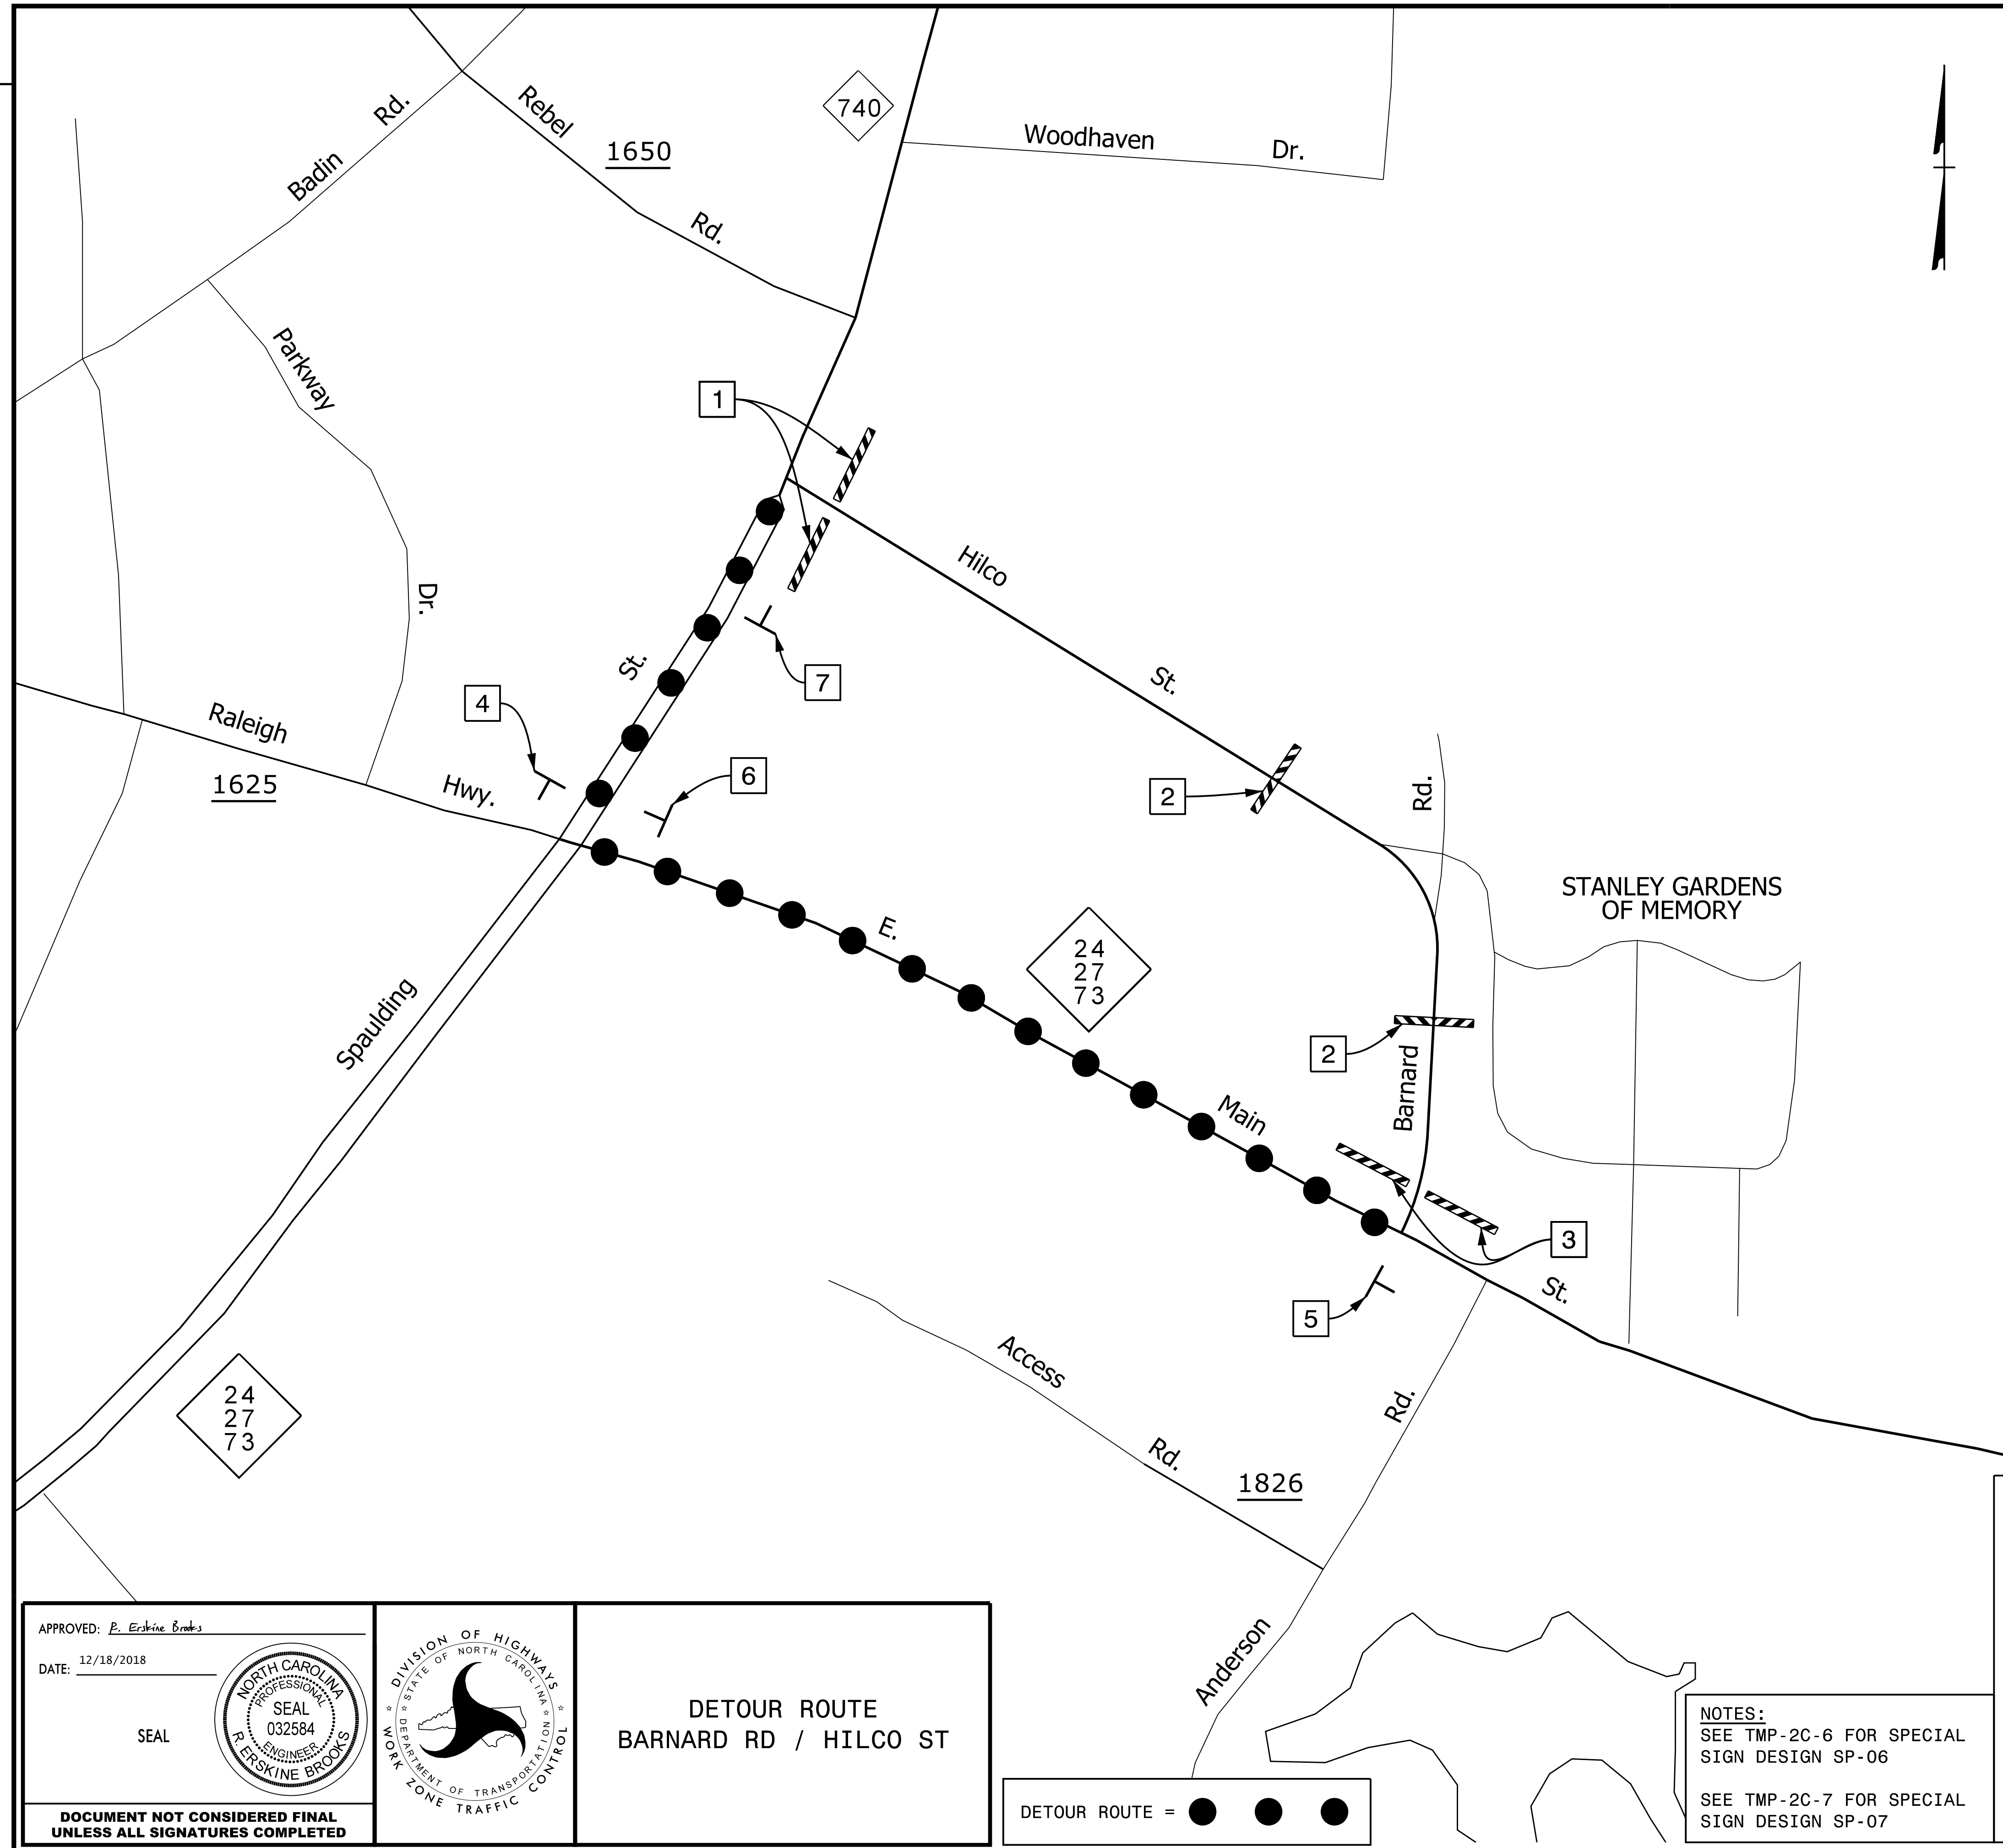 740
Woodhaven Dr.
Rebel Rd.
1650
Badin Rd.
Parkway Dr.
1
Hilco St.
7
St.
4
6
Raleigh Hwy.
1625
2
Rd.
STANLEY GARDENS
OF MEMORY
E.
24
27
73
Spaulding
2
Barnard
Main
3
St.
5
Access Rd.
Rd.
1826
24
27
73
Anderson
APPROVED: R. Erskine Brooks
DATE: 12/18/2018
SEAL
NORTH CAROLINA
PROFESSIONAL
SEAL
032584
ENGINEER
R. ERSKINE BROOKS
DOCUMENT NOT CONSIDERED FINAL
UNLESS ALL SIGNATURES COMPLETED
DIVISION OF HIGHWAYS
STATE OF NORTH CAROLINA
DEPARTMENT OF TRANSPORTATION
WORK ZONE TRAFFIC CONTROL
DETOUR ROUTE
BARNARD RD / HILCO ST
DETOUR ROUTE =
NOTES:
SEE TMP-2C-6 FOR SPECIAL
SIGN DESIGN SP-06
SEE TMP-2C-7 FOR SPECIAL
SIGN DESIGN SP-07